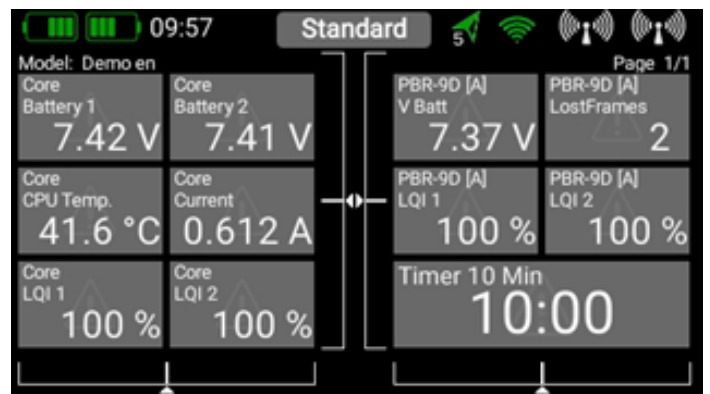 09:57 Standard 5
Model: Demo en Page 1/1
Core
Battery 1
7.42 V
Core
Battery 2
7.41 V
PBR-9D [A]
V Batt
7.37 V
PBR-9D [A]
LostFrames
2
Core
CPU Temp.
41.6 °C
Core
Current
0.612 A
PBR-9D [A]
LQI 1
100 %
PBR-9D [A]
LQI 2
100 %
Core
LQI 1
100 %
Core
LQI 2
100 %
Timer 10 Min
10:00